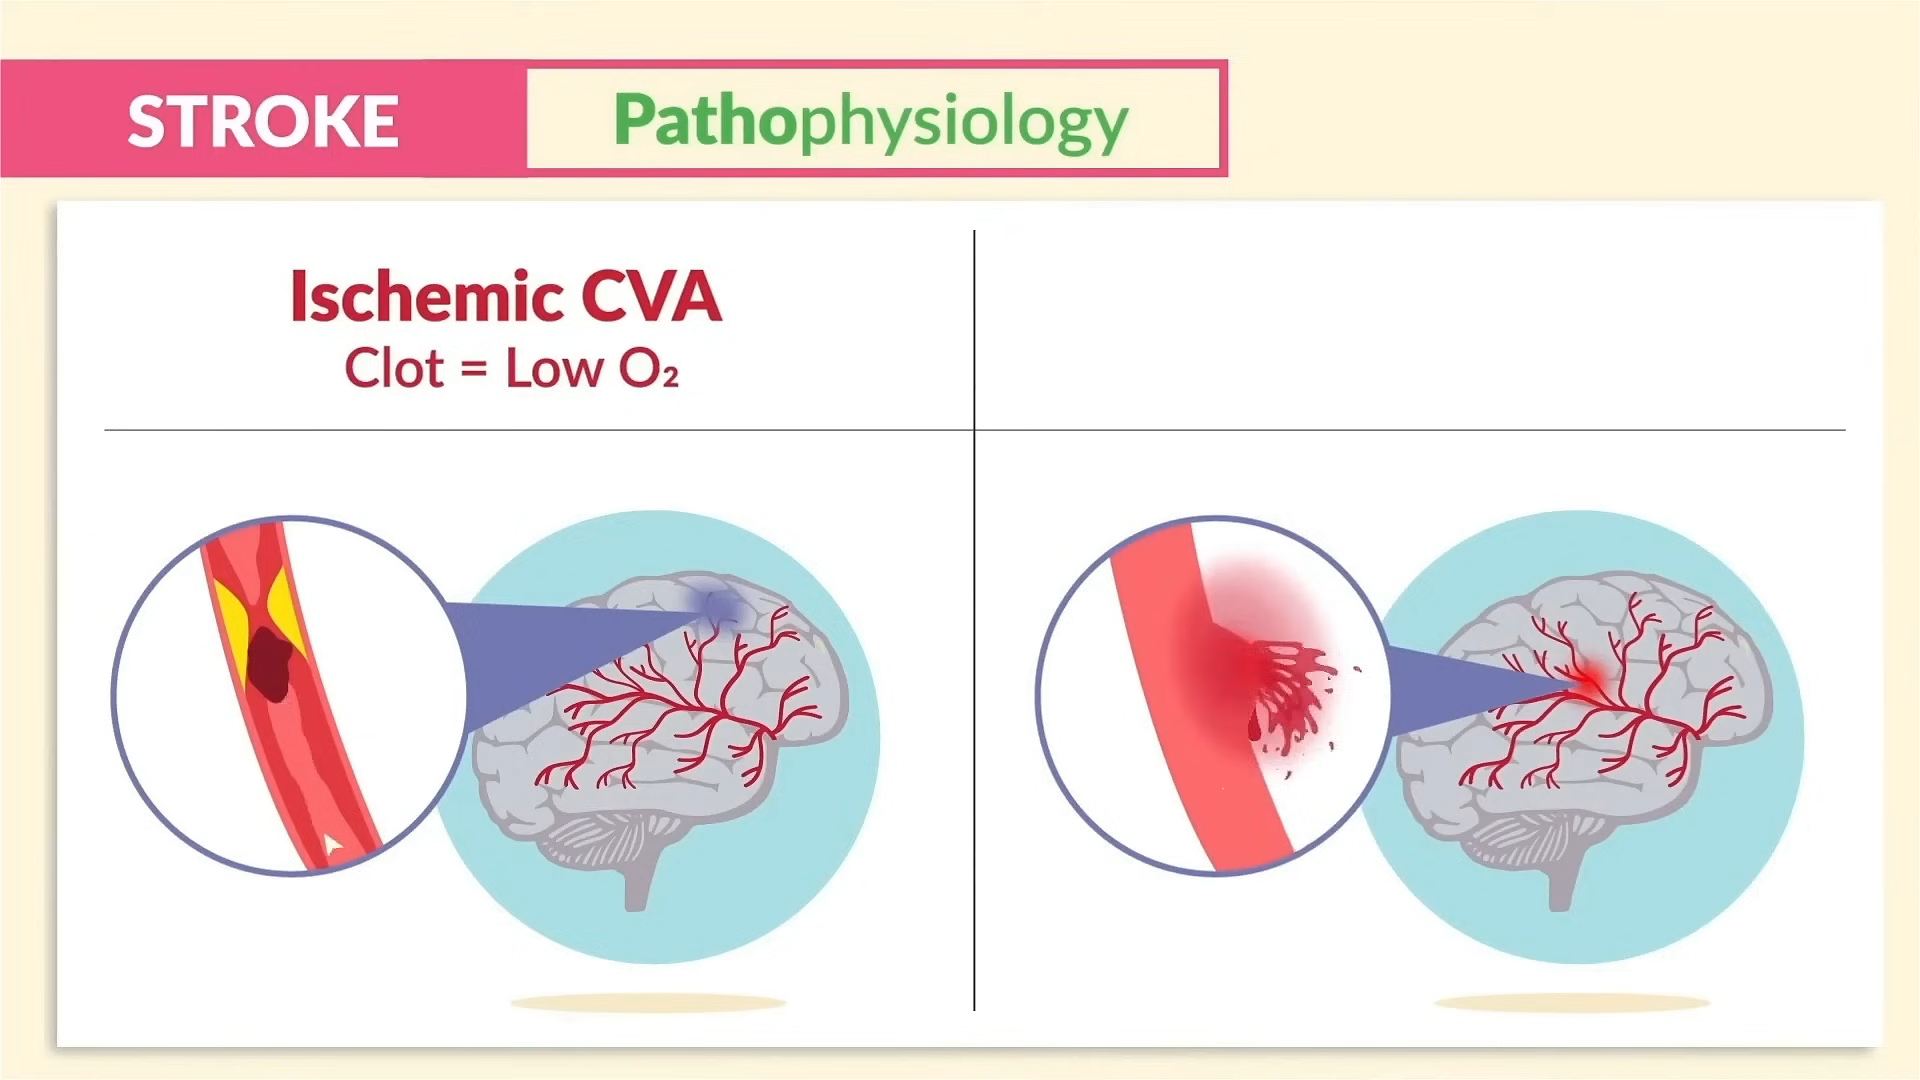 STROKE
Pathophysiology
Ischemic CVA
Clot = Low O₂